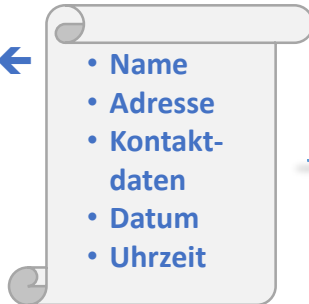 • Name
• Adresse
• Kontakt-
daten
• Datum
• Uhrzeit